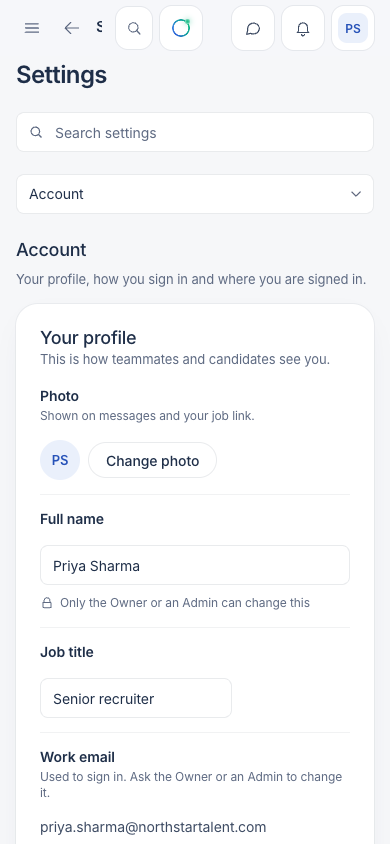 S
PS
Settings
Search settings
Account
Account
Your profile, how you sign in and where you are signed in.
Your profile
This is how teammates and candidates see you.
Photo
Shown on messages and your job link.
PS
Change photo
Full name
Priya Sharma
Only the Owner or an Admin can change this
Job title
Senior recruiter
Work email
Used to sign in. Ask the Owner or an Admin to change
it.
priya.sharma@northstartalent.com